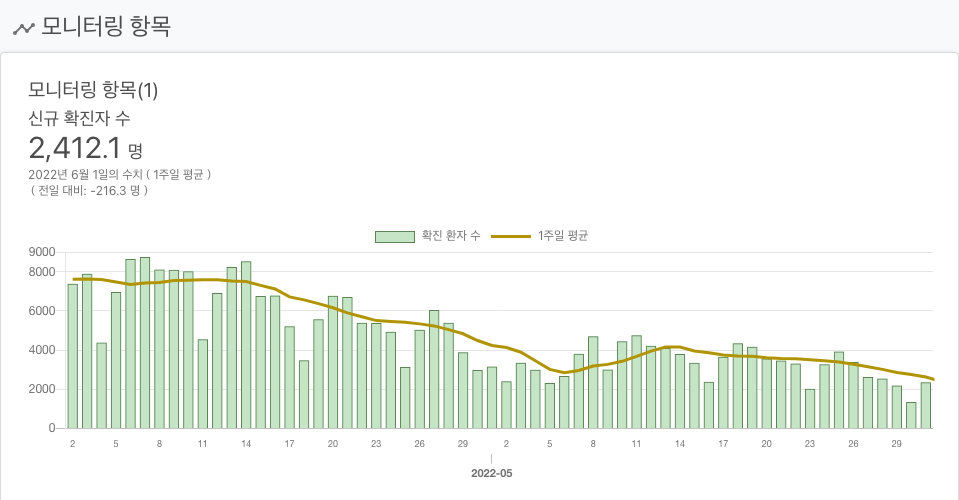 모니터링 항목
모니터링 항목(1)
신규 확진자 수
2,412.1 명
2022년 6월 1일의 수치 ( 1주일 평균 )
( 전일 대비: -216.3 명 )
확진 환자 수 1주일 평균
9000
8000
6000
4000
2000
0
2 5 8 11 14 17 20 23 26 29 2 5 8 11 14 17 20 23 26 29
2022-05